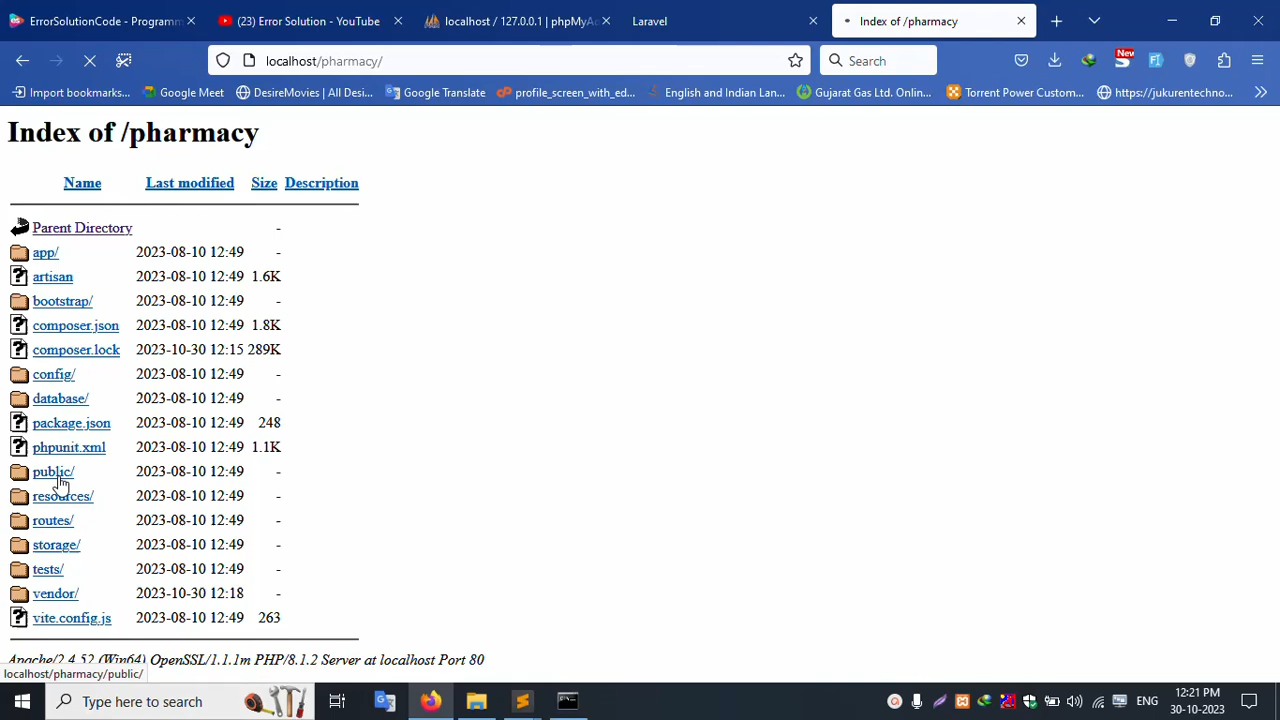 ErrorSolutionCode - Programm
(23) Error Solution - YouTube
localhost / 127.0.0.1 | phpMyAd
Laravel
Index of /pharmacy
localhost/pharmacy/
Search
New
Import bookmarks...
Google Meet
DesireMovies | All Desi...
Google Translate
profile_screen_with_ed...
English and Indian Lan...
Gujarat Gas Ltd. Onlin...
Torrent Power Custom...
https://jukurentechno...
Index of /pharmacy
Name Last modified Size Description
Parent Directory -
app/ 2023-08-10 12:49 -
artisan 2023-08-10 12:49 1.6K
bootstrap/ 2023-08-10 12:49 -
composer.json 2023-08-10 12:49 1.8K
composer.lock 2023-10-30 12:15 289K
config/ 2023-08-10 12:49 -
database/ 2023-08-10 12:49 -
package.json 2023-08-10 12:49 248
phpunit.xml 2023-08-10 12:49 1.1K
public/ 2023-08-10 12:49 -
resources/ 2023-08-10 12:49 -
routes/ 2023-08-10 12:49 -
storage/ 2023-08-10 12:49 -
tests/ 2023-08-10 12:49 -
vendor/ 2023-10-30 12:18 -
vite.config.js 2023-08-10 12:49 263
Apache/2.4.52 (Win64) OpenSSL/1.1.1m PHP/8.1.2 Server at localhost Port 80
localhost/pharmacy/public/
Type here to search
ENG
12:21 PM
30-10-2023